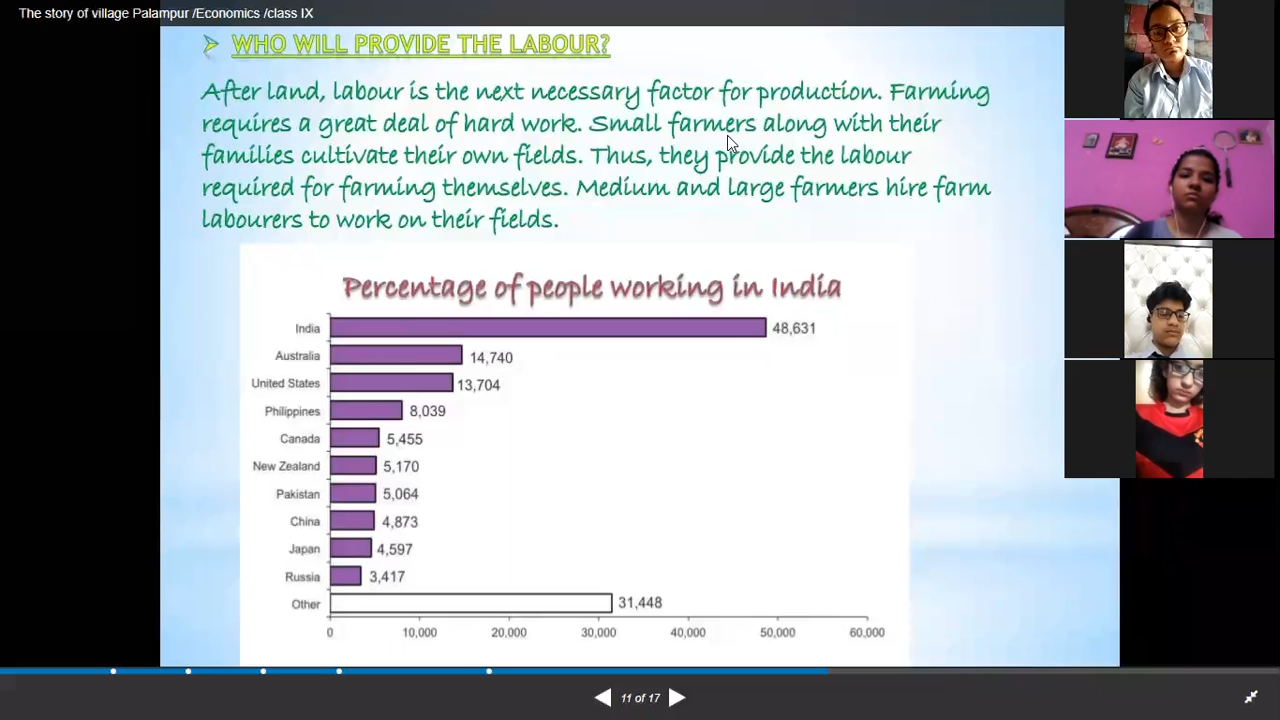 The story of village Palampur /Economics /class IX
WHO WILL PROVIDE THE LABOUR?
After land, labour is the next necessary factor for production. Farming
requires a great deal of hard work. Small farmers along with their
families cultivate their own fields. Thus, they provide the labour
required for farming themselves. Medium and large farmers hire farm
labourers to work on their fields.
Percentage of people working in India
India 48,631
Australia 14,740
United States 13,704
Philippines 8,039
Canada 5,455
New Zealand 5,170
Pakistan 5,064
China 4,873
Japan 4,597
Russia 3,417
Other 31,448
0 10,000 20,000 30,000 40,000 50,000 60,000
11 of 17